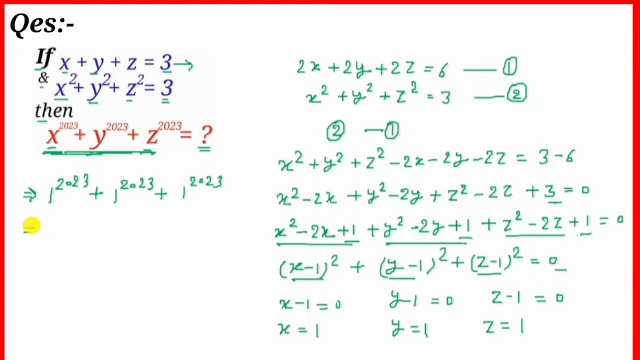 Qes:-
If x + y + z = 3 →
& x² + y² + z² = 3
then
x²⁰²³ + y²⁰²³ + z²⁰²³ = ?
⇒ 1²⁰²³ + 1²⁰²³ + 1²⁰²³
=
2x + 2y + 2z = 6 — ①
x² + y² + z² = 3 — ②
② – ①
x² + y² + z² – 2x – 2y – 2z = 3 – 6
x² – 2x + y² – 2y + z² – 2z + 3 = 0
x² – 2x + 1 + y² – 2y + 1 + z² – 2z + 1 = 0
(x – 1)² + (y – 1)² + (z – 1)² = 0
x – 1 = 0 y – 1 = 0 z – 1 = 0
x = 1 y = 1 z = 1